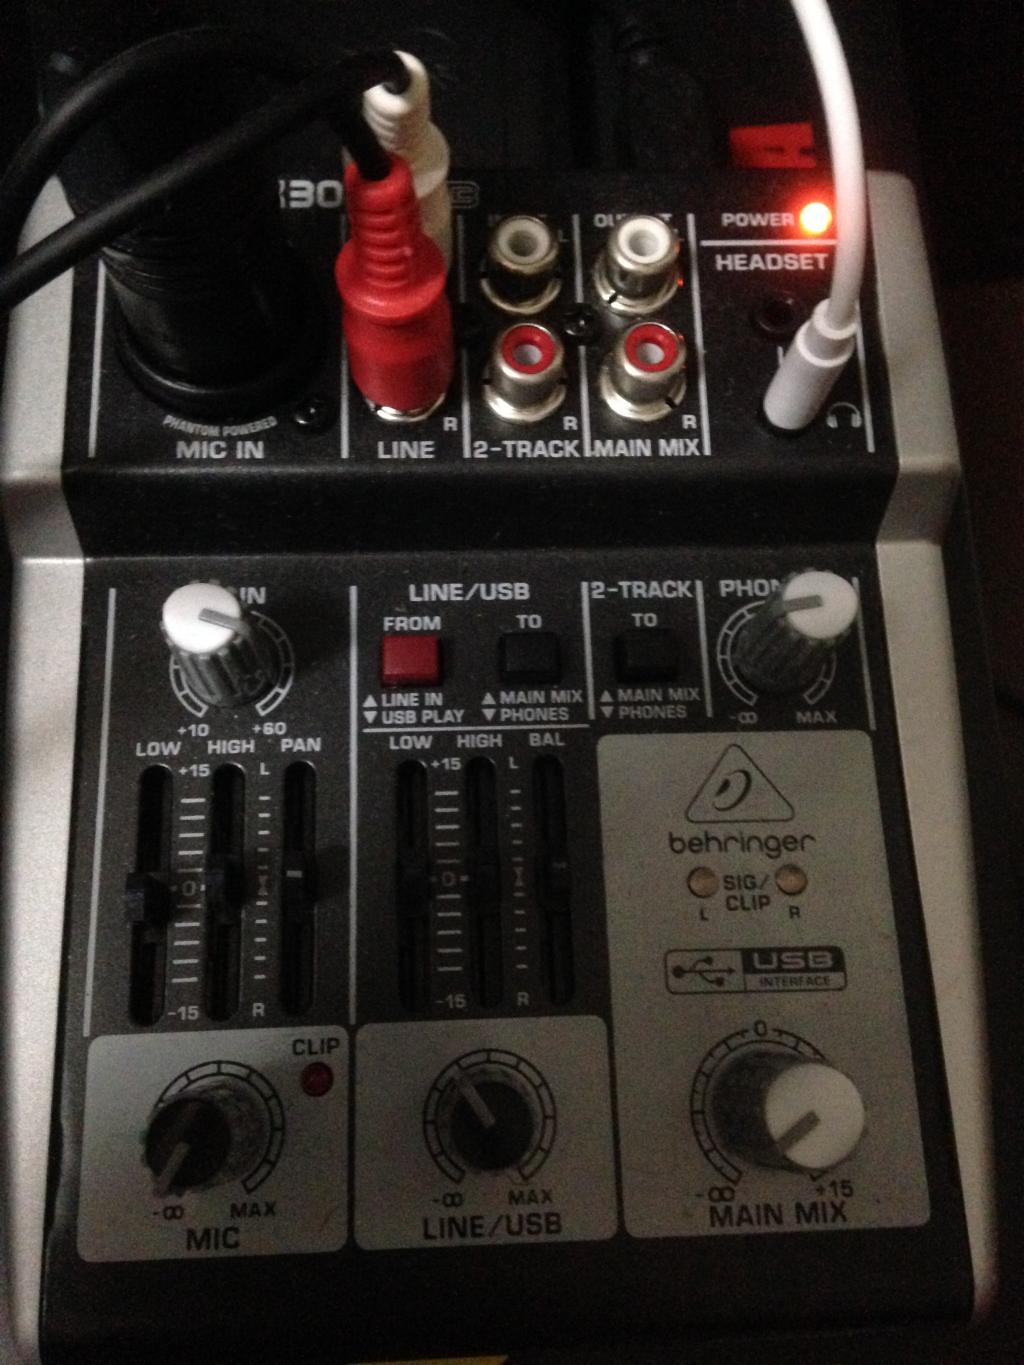 302
POWER
HEADSET
PHANTOM POWERED
MIC IN
R
LINE
R
2-TRACK
R
MAIN MIX
LINE/USB
FROM
TO
LINE IN
USB PLAY
MAIN MIX
PHONES
2-TRACK
TO
MAIN MIX
PHONES
+10 +60
-∞ MAX
LOW HIGH PAN
+15 L
0
-15 R
LOW HIGH BAL
+15 L
0
-15 R
behringer
SIG/
CLIP
L R
USB
INTERFACE
CLIP
-∞ MAX
MIC
-∞ MAX
LINE/USB
0
-∞ +15
MAIN MIX